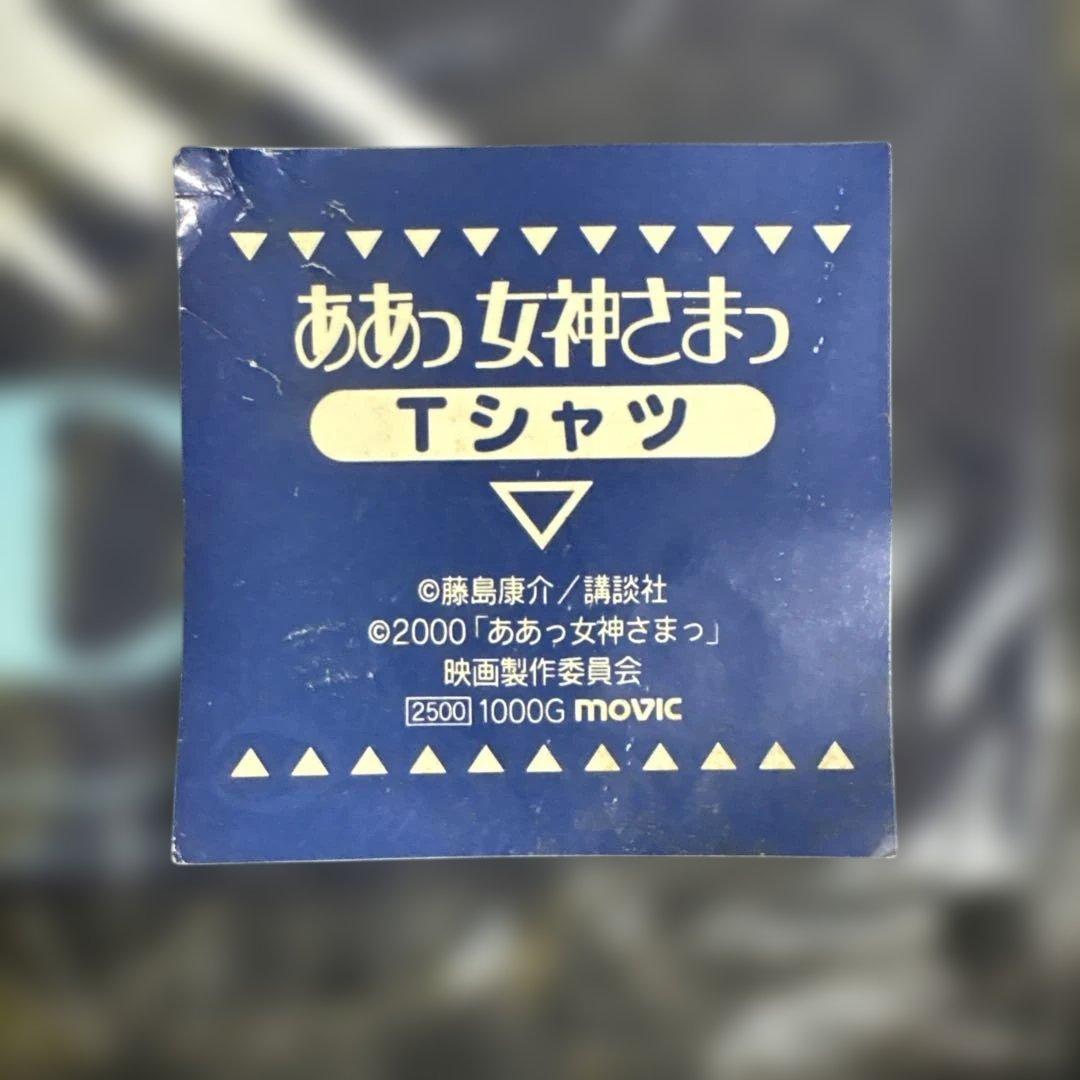 ああっ女神さまっ
Tシャツ
©藤島康介／講談社
©2000「ああっ女神さまっ」
映画製作委員会
2500 1000G movic